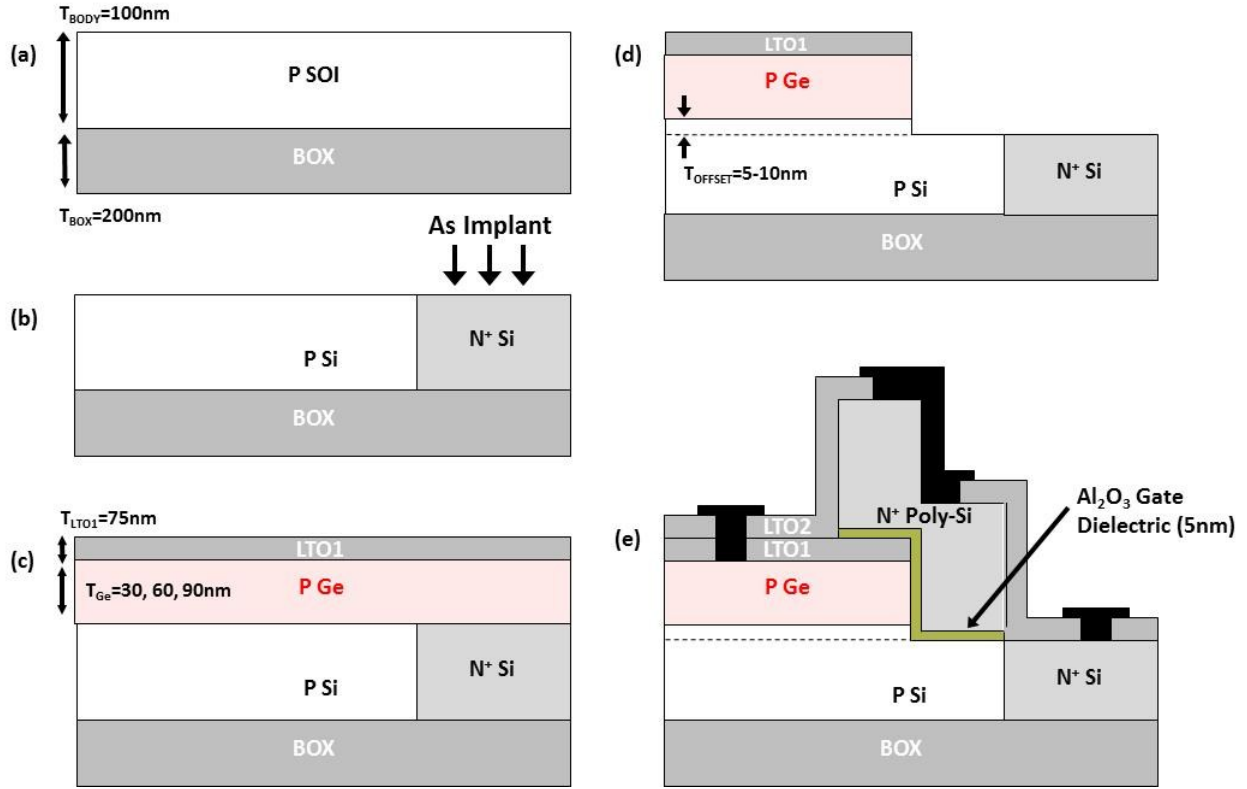 (a)
T_BODY=100nm
P SOI
BOX
T_BOX=200nm
(b)
As Implant
P Si
N⁺ Si
BOX
(c)
T_LTO1=75nm
LTO1
T_Ge=30, 60, 90nm
P Ge
P Si
N⁺ Si
BOX
(d)
LTO1
P Ge
T_OFFSET=5-10nm
P Si
N⁺ Si
BOX
(e)
Al₂O₃ Gate
Dielectric (5nm)
N⁺ Poly-Si
LTO2
LTO1
P Ge
P Si
N⁺ Si
BOX